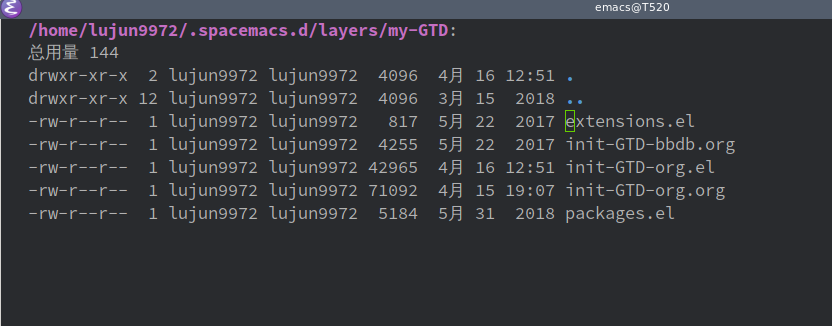 emacs@T520
/home/lujun9972/.spacemacs.d/layers/my-GTD:
总用量 144
drwxr-xr-x  2 lujun9972 lujun9972  4096  4月 16 12:51 .
drwxr-xr-x 12 lujun9972 lujun9972  4096  3月 15  2018 ..
-rw-r--r--  1 lujun9972 lujun9972   817  5月 22  2017 extensions.el
-rw-r--r--  1 lujun9972 lujun9972  4255  5月 22  2017 init-GTD-bbdb.org
-rw-r--r--  1 lujun9972 lujun9972 42965  4月 16 12:51 init-GTD-org.el
-rw-r--r--  1 lujun9972 lujun9972 71092  4月 15 19:07 init-GTD-org.org
-rw-r--r--  1 lujun9972 lujun9972  5184  5月 31  2018 packages.el